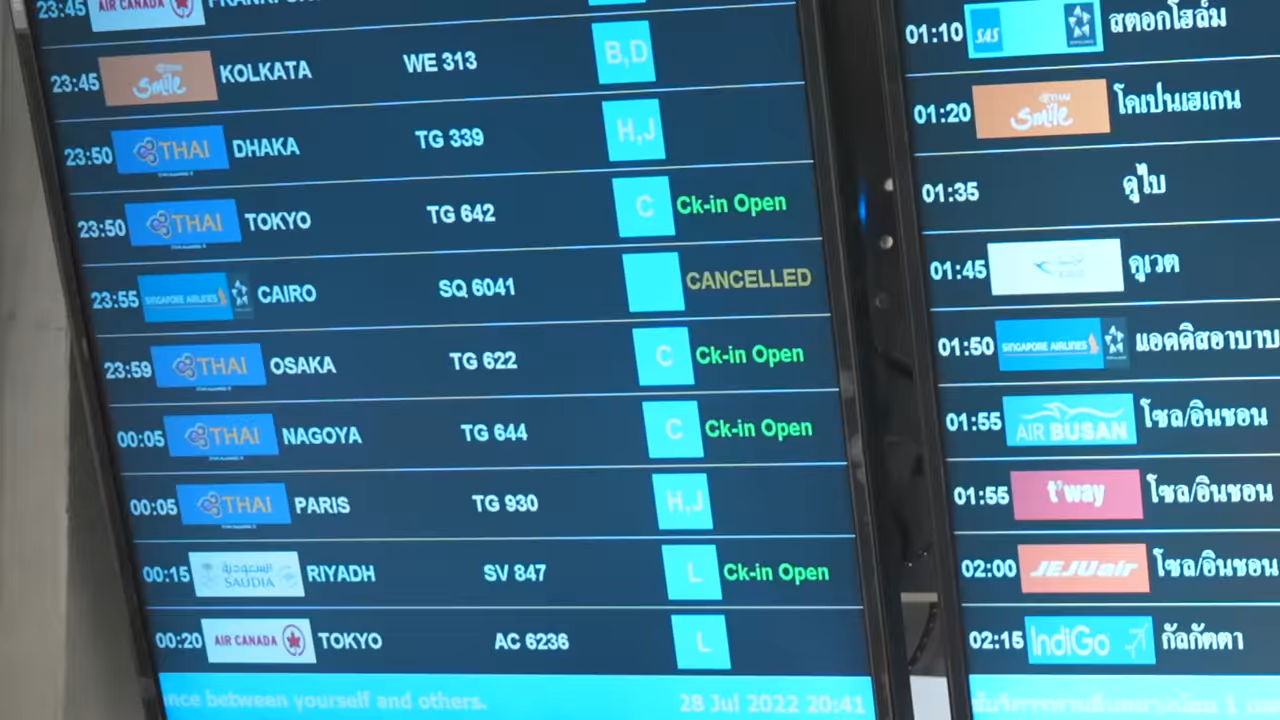 23:45 AIR CANADA
23:45 Smile KOLKATA WE 313 B,D
23:50 THAI DHAKA TG 339 H,J
23:50 THAI TOKYO TG 642 C Ck-in Open
23:55 SINGAPORE AIRLINES CAIRO SQ 6041 CANCELLED
23:59 THAI OSAKA TG 622 C Ck-in Open
00:05 THAI NAGOYA TG 644 C Ck-in Open
00:05 THAI PARIS TG 930 H,J
00:15 السعودية SAUDIA RIYADH SV 847 L Ck-in Open
00:20 AIR CANADA TOKYO AC 6236 L
nce between yourself and others. 28 Jul 2022 20:41
01:10 SAS สตอกโฮล์ม
01:20 THAI Smile โคเปนเฮเกน
01:35 ดูไบ
01:45 คูเวต
01:50 SINGAPORE AIRLINES แอดดิสอาบาบ
01:55 AIR BUSAN โซล/อินชอน
01:55 t'way โซล/อินชอน
02:00 JEJUair โซล/อินชอน
02:15 IndiGo กัลกัตตา